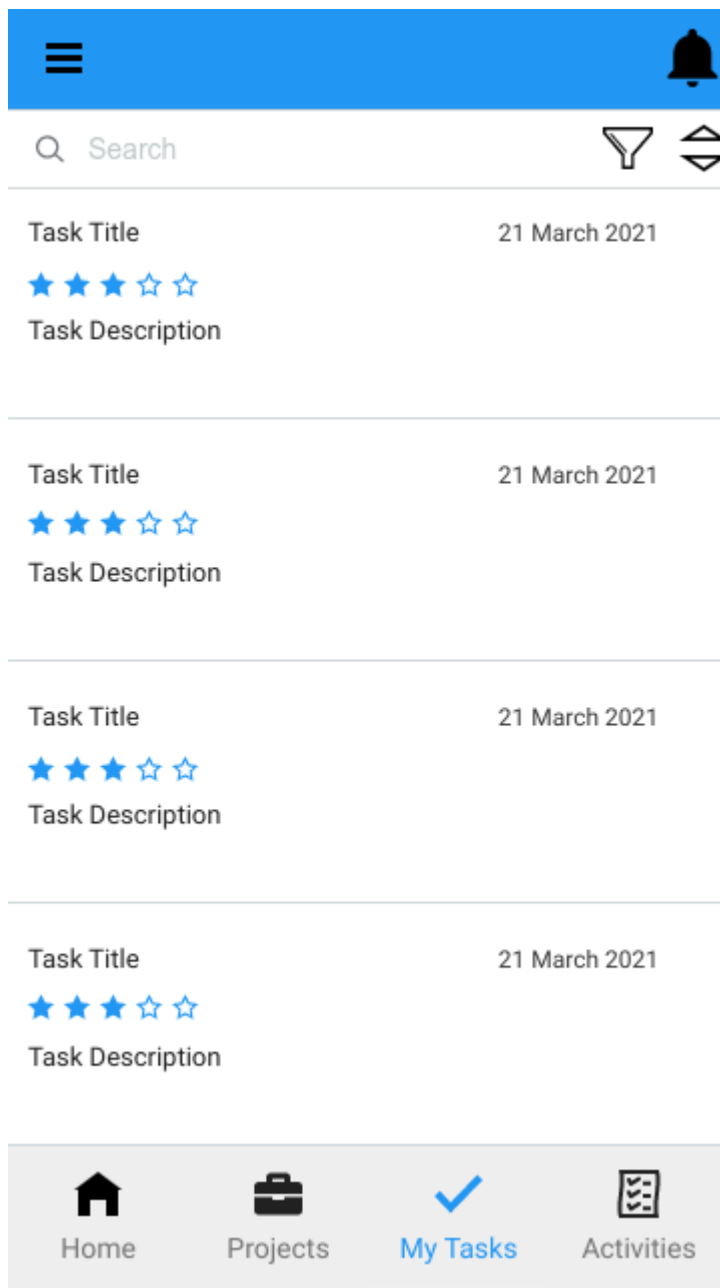 Search
Task Title 21 March 2021
Task Description
Task Title 21 March 2021
Task Description
Task Title 21 March 2021
Task Description
Task Title 21 March 2021
Task Description
Home Projects My Tasks Activities